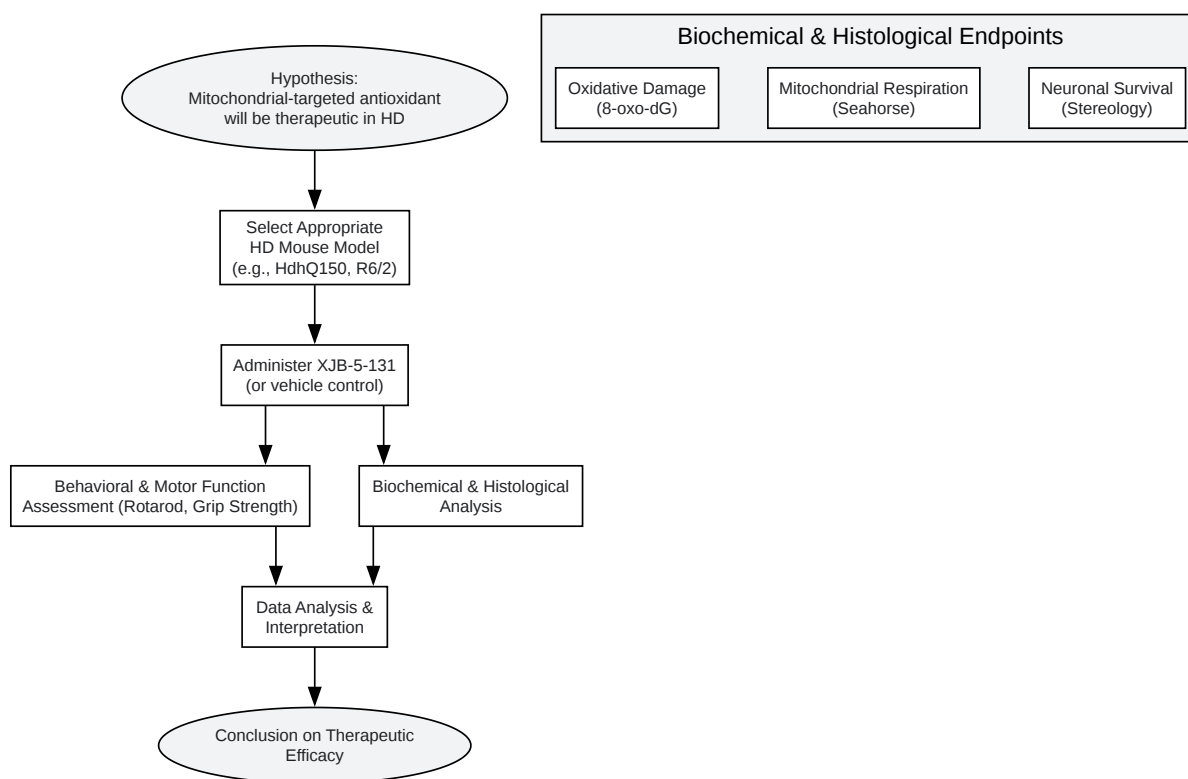 Hypothesis:
Mitochondrial-targeted antioxidant
will be therapeutic in HD
Select Appropriate
HD Mouse Model
(e.g., HdhQ150, R6/2)
Administer XJB-5-131
(or vehicle control)
Behavioral & Motor Function
Assessment (Rotarod, Grip Strength)
Biochemical & Histological
Analysis
Data Analysis &
Interpretation
Conclusion on Therapeutic
Efficacy
Biochemical & Histological Endpoints
Oxidative Damage
(8-oxo-dG)
Mitochondrial Respiration
(Seahorse)
Neuronal Survival
(Stereology)